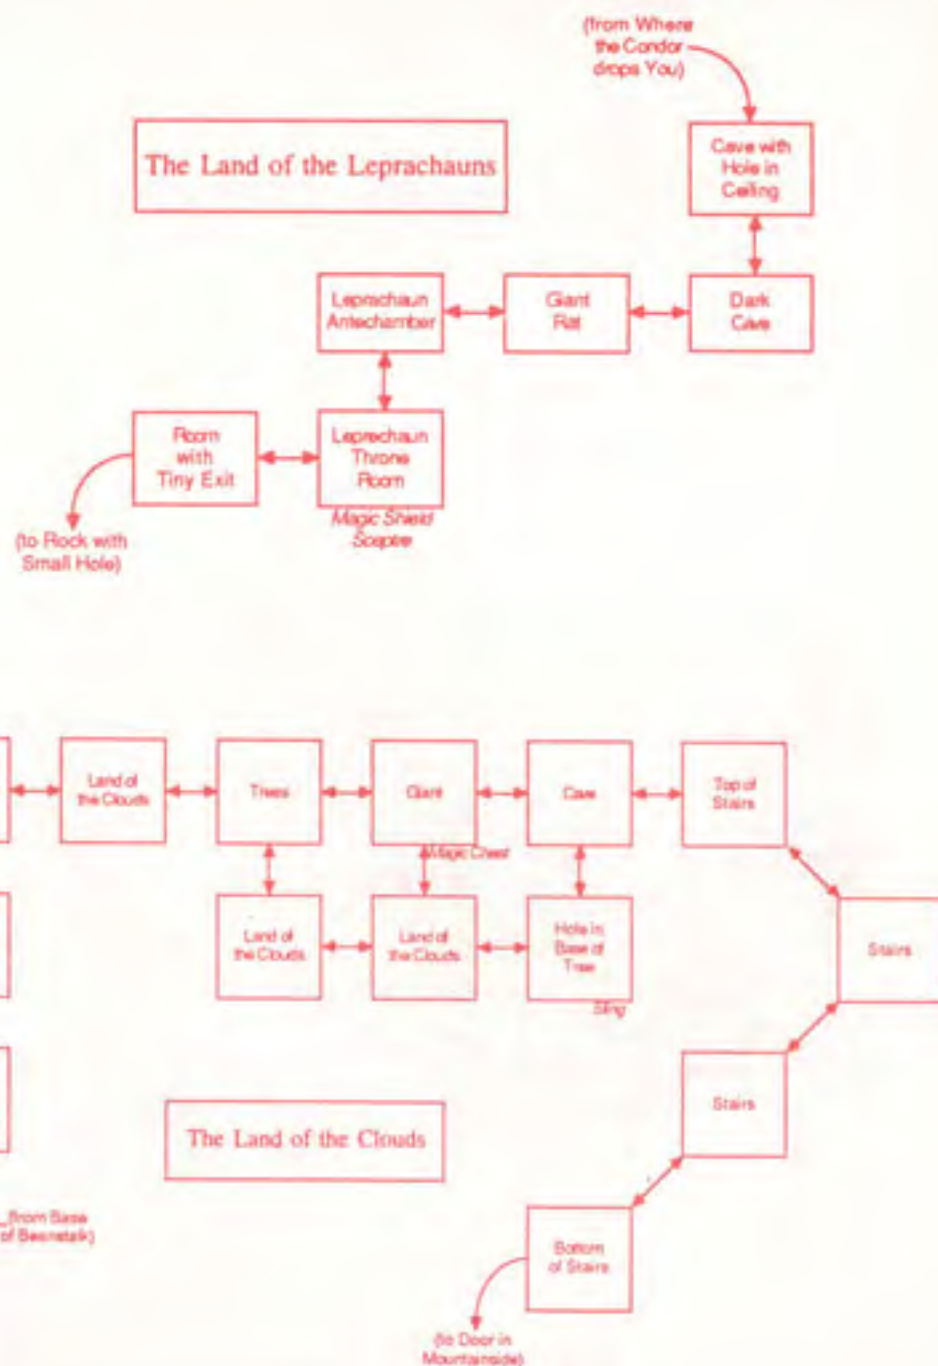 (from Where
the Condor
drops You)
The Land of the Leprachauns
Cave with
Hole in
Ceiling
Leprachaun
Antechamber
Giant
Rat
Dark
Cave
Room
with
Tiny Exit
Leprechaun
Throne
Room
Magic Shield
Sceptre
(to Rock with
Small Hole)
Land of
the Clouds
Trees
Giant
Cave
Top of
Stairs
Magic Chest
Land of
the Clouds
Land of
the Clouds
Hole in
Base of
Tree
Sling
Stairs
Stairs
The Land of the Clouds
(from Base
of Beanstalk)
Bottom
of Stairs
(to Door in
Mountainside)